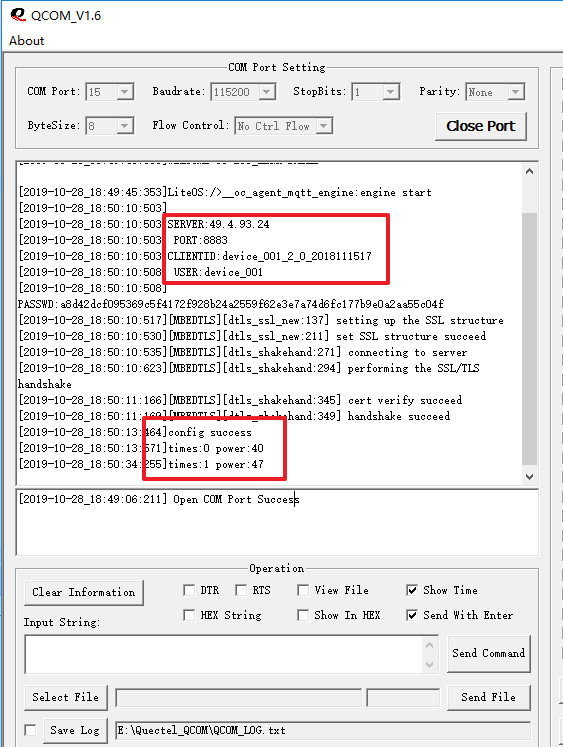 QCOM_V1.6
About
COM Port Setting
COM Port: 15 Baudrate: 115200 StopBits: 1 Parity: None
ByteSize: 8 Flow Control: No Ctrl Flow Close Port
[2019-10-28_18:49:45:353]LiteOS:/>__oc_agent_mqtt_engine:engine start
[2019-10-28_18:50:10:503]
[2019-10-28_18:50:10:503]SERVER:49.4.93.24
[2019-10-28_18:50:10:503] PORT:8883
[2019-10-28_18:50:10:503]CLIENTID:device_001_2_0_2018111517
[2019-10-28_18:50:10:508] USER:device_001
[2019-10-28_18:50:10:508]
PASSWD:a8d42dcf095369c5f4172f928b24a2559f62e3e7a74d6fc177b9e0a2aa55c04f
[2019-10-28_18:50:10:517][MBEDTLS][dtls_ssl_new:137] setting up the SSL structure
[2019-10-28_18:50:10:530][MBEDTLS][dtls_ssl_new:211] set SSL structure succeed
[2019-10-28_18:50:10:535][MBEDTLS][dtls_shakehand:271] connecting to server
[2019-10-28_18:50:10:623][MBEDTLS][dtls_shakehand:294] performing the SSL/TLS
handshake
[2019-10-28_18:50:11:166][MBEDTLS][dtls_shakehand:345] cert verify succeed
[2019-10-28_18:50:11:169][MBEDTLS][dtls_shakehand:349] handshake succeed
[2019-10-28_18:50:13:464]config success
[2019-10-28_18:50:13:571]times:0 power:40
[2019-10-28_18:50:34:255]times:1 power:47
[2019-10-28_18:49:06:211] Open COM Port Success
Operation
Clear Information DTR RTS View File Show Time
HEX String Show In HEX Send With Enter
Input String:
Send Command
Select File Send File
Save Log E:\Quectel_QCOM\QCOM_LOG.txt